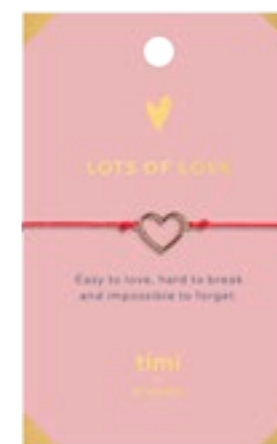 LOTS OF LOVE
Easy to love, hard to break
and impossible to forget.
timi